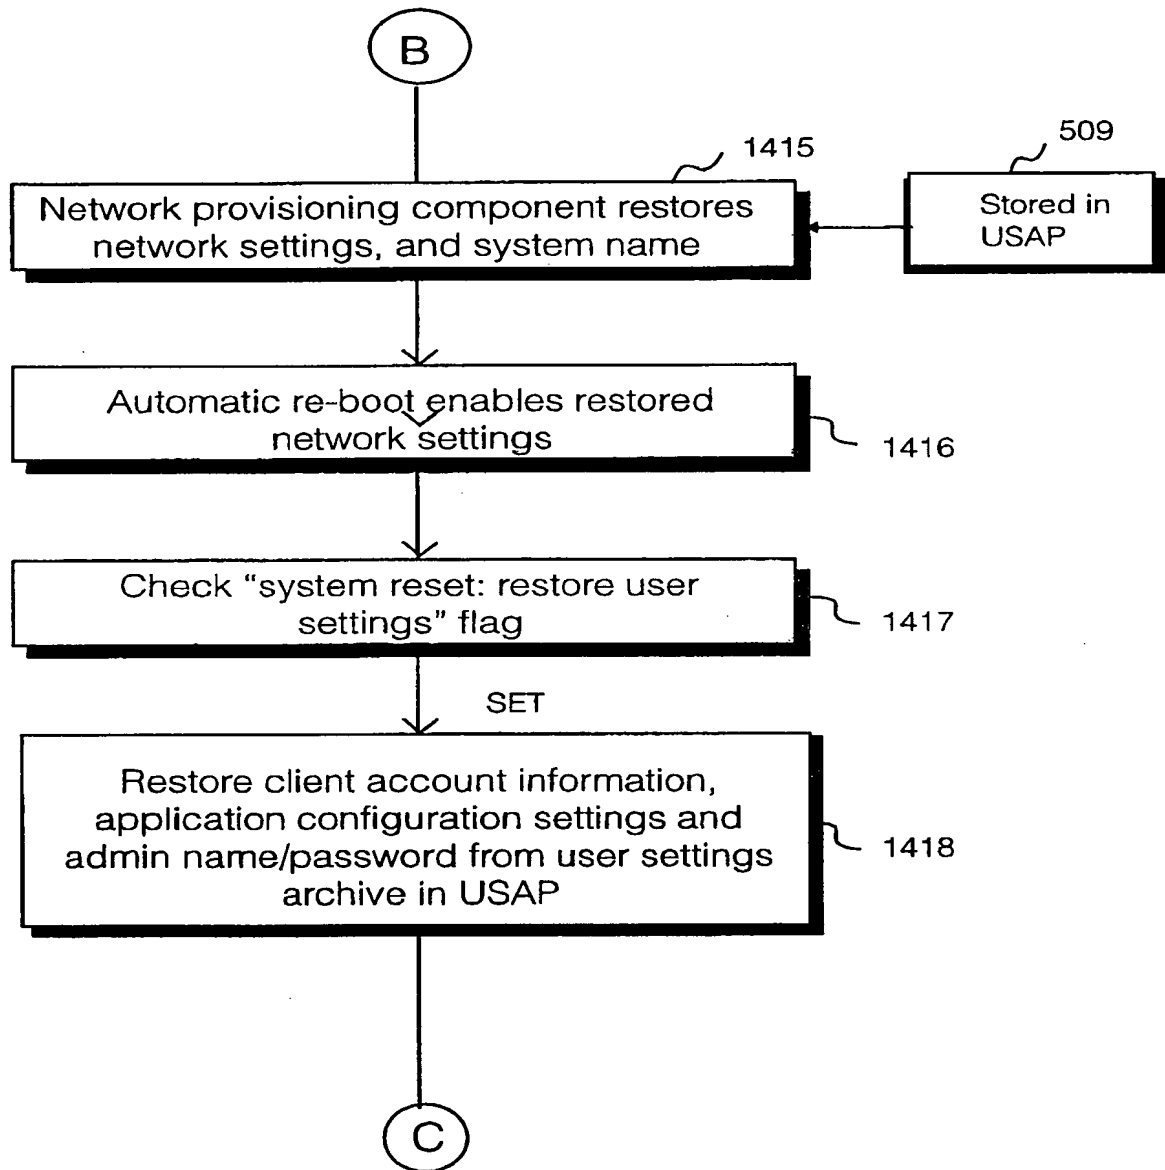 B
1415
509
Network provisioning component restores
network settings, and system name
Stored in
USAP
Automatic re-boot enables restored
network settings
1416
Check “system reset: restore user
settings” flag
1417
SET
Restore client account information,
application configuration settings and
admin name/password from user settings
archive in USAP
1418
C